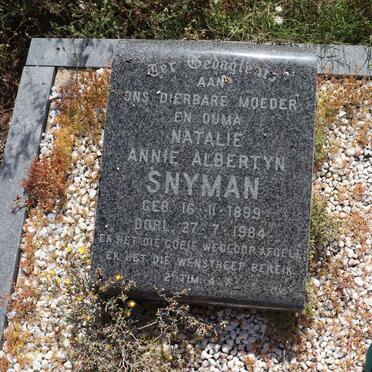 Ter Gedagtenis
AAN
ONS DIERBARE MOEDER
EN OUMA
NATALIE
ANNIE ALBERTYN
SNYMAN
GEB. 16-11-1899
OORL. 27-7-1984
EK HET DIE GOEIE WEDLOOP AFGELÊ
EK HET DIE WENSTREEP BEREIK
2 TIM. 4